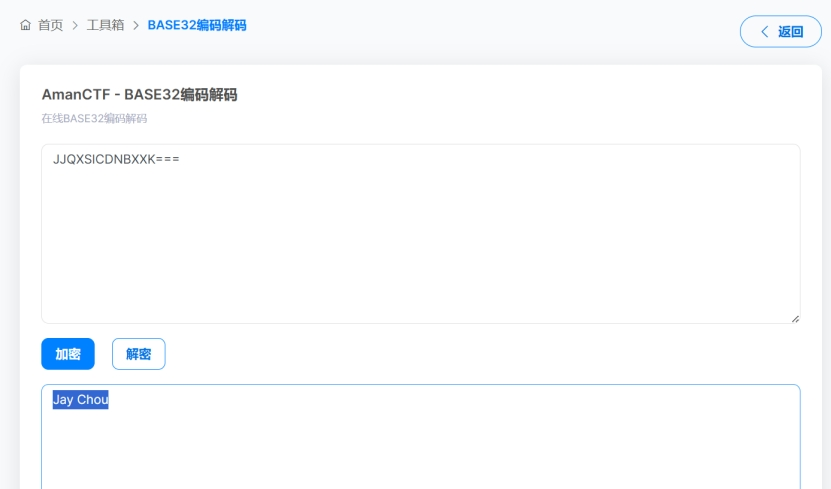 首页 > 工具箱 > BASE32编码解码
返回
AmanCTF - BASE32编码解码
在线BASE32编码解码
JJQXSICDNBXXK===
加密 解密
Jay Chou